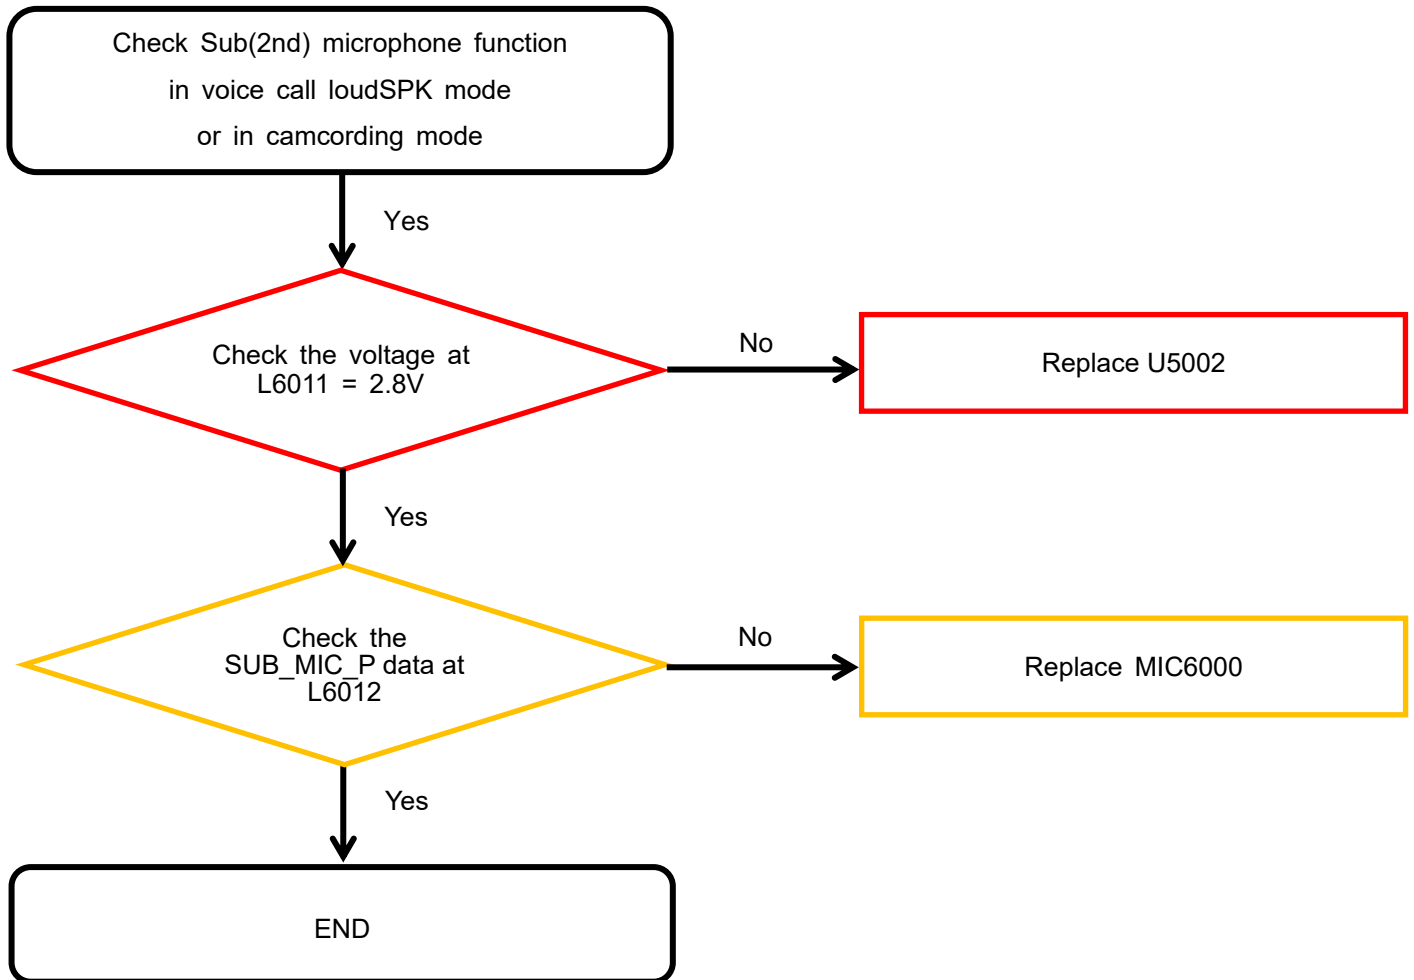 Check Sub(2nd) microphone function
in voice call loudSPK mode
or in camcording mode
Yes
Check the voltage at
L6011 = 2.8V
No
Replace U5002
Yes
Check the
SUB_MIC_P data at
L6012
No
Replace MIC6000
Yes
END